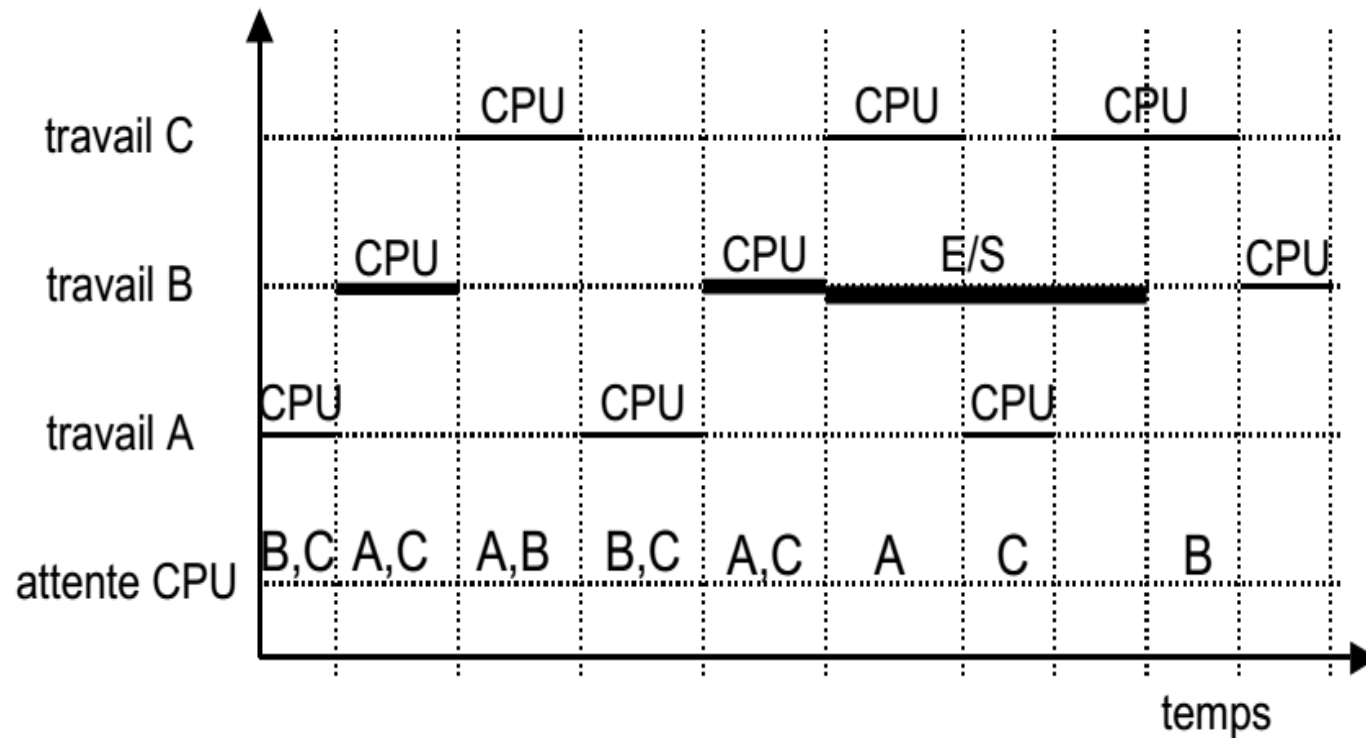 CPU CPU CPU
travail C
CPU CPU E/S CPU
travail B
CPU CPU CPU
travail A
B,C A,C A,B B,C A,C A C B
attente CPU
temps